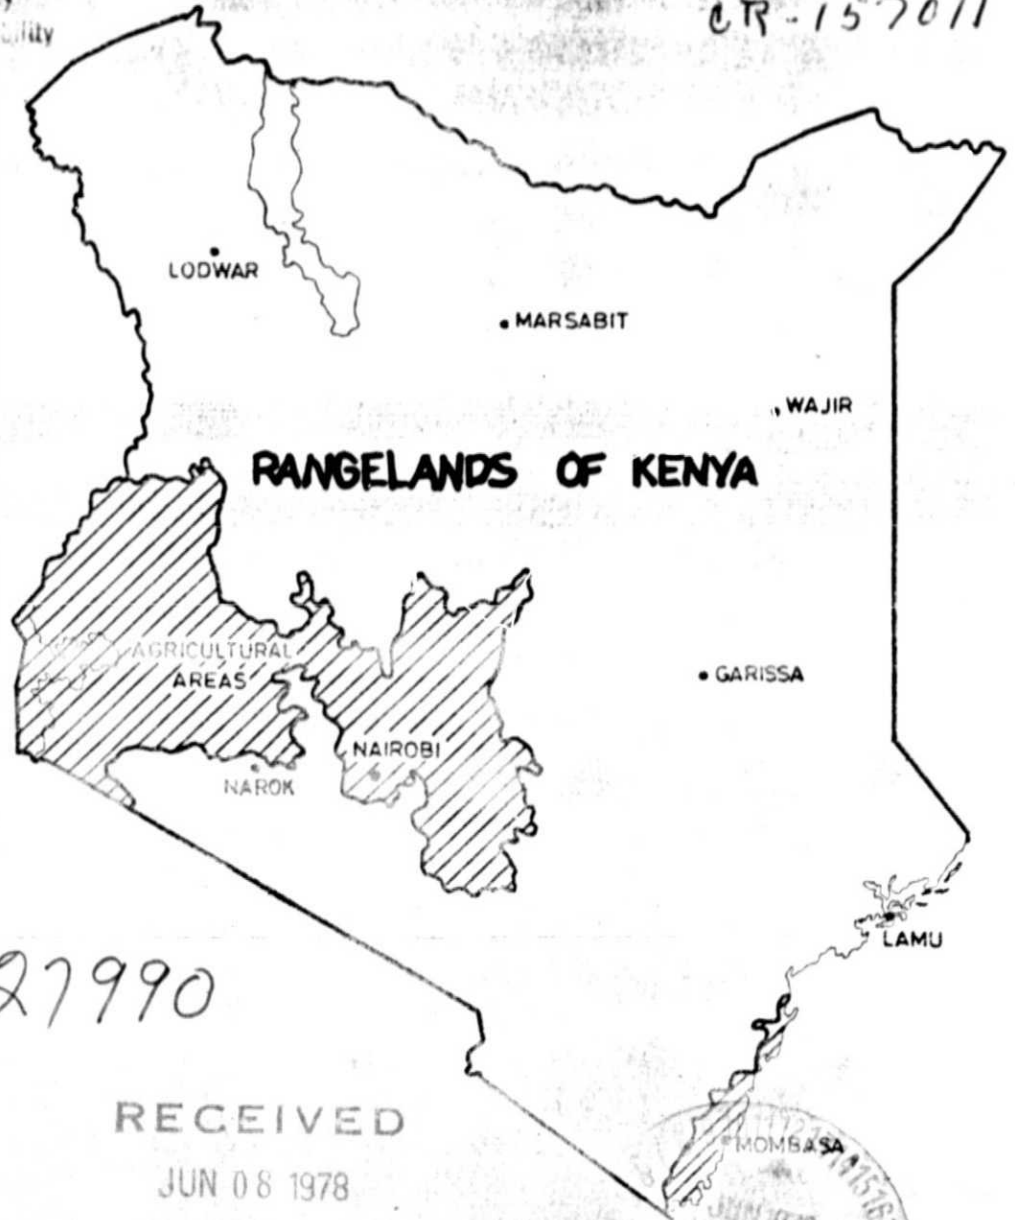 CR-157011
LODWAR
MARSABIT
WAJIR
RANGELANDS OF KENYA
AGRICULTURAL
AREAS
GARISSA
NAIROBI
NAROK
LAMU
27990
RECEIVED
MOMBASA
JUN 08 1978